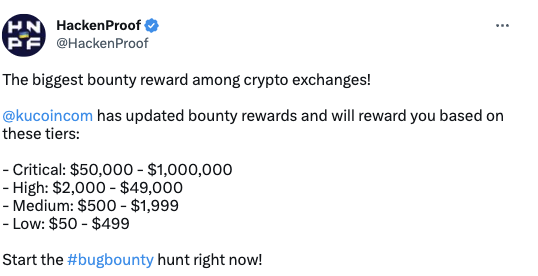 HackenProof
@HackenProof
The biggest bounty reward among crypto exchanges!
@kucoincom has updated bounty rewards and will reward you based on
these tiers:
- Critical: $50,000 - $1,000,000
- High: $2,000 - $49,000
- Medium: $500 - $1,999
- Low: $50 - $499
Start the #bugbounty hunt right now!